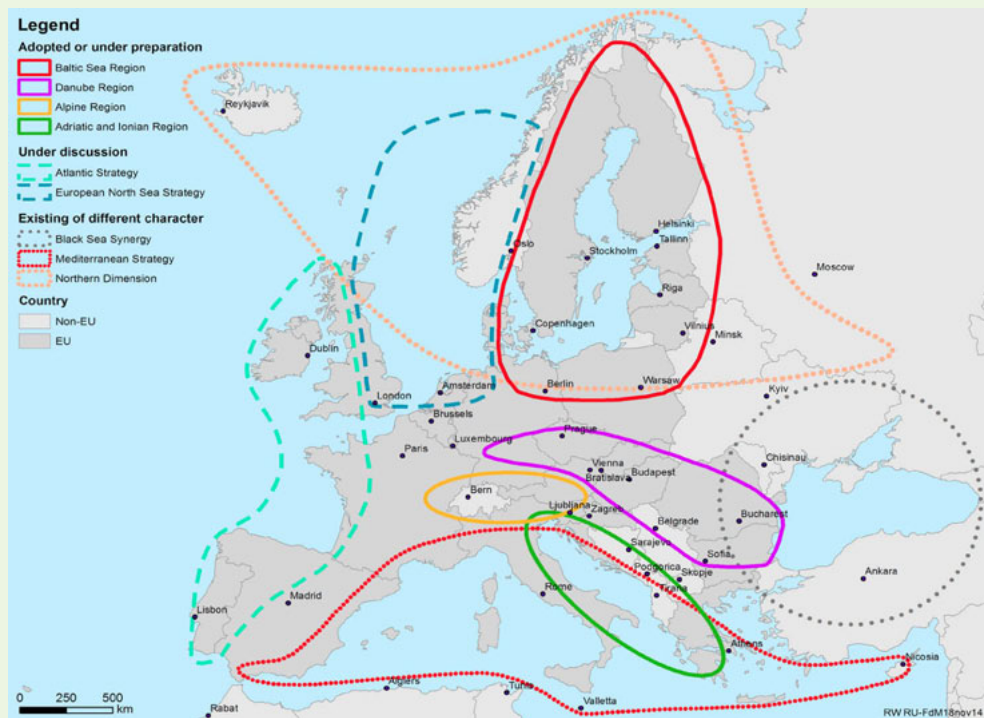 Legend
Adopted or under preparation
Baltic Sea Region
Danube Region
Alpine Region
Adriatic and Ionian Region
Under discussion
Atlantic Strategy
European North Sea Strategy
Existing of different character
Black Sea Synergy
Mediterranean Strategy
Northern Dimension
Country
Non-EU
EU
Reykjavik
Oslo
Helsinki
Tallinn
Stockholm
Moscow
Riga
Copenhagen
Vilnius
Minsk
Dublin
Amsterdam
Berlin
Warsaw
London
Kyiv
Brussels
Prague
Luxembourg
Paris
Chisinau
Vienna
Bratislava
Budapest
Bern
Ljubliana
Zagreb
Bucharest
Belgrade
Sarajevo
Sofia
Podgorica
Skopje
Ankara
Tirana
Rome
Madrid
Lisbon
Athens
Nicosia
Algiers
Tunis
Valletta
Rabat
0 250 500
km
RW RU-FdM18nov14